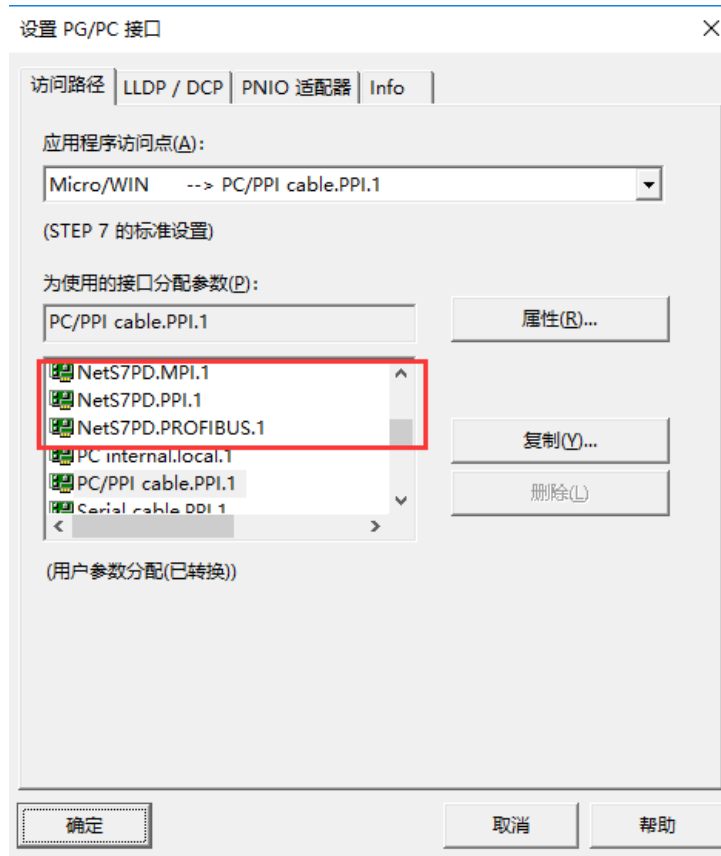 设置 PG/PC 接口
访问路径 LLDP / DCP PNIO 适配器 Info
应用程序访问点(A):
Micro/WIN --> PC/PPI cable.PPI.1
(STEP 7 的标准设置)
为使用的接口分配参数(P):
PC/PPI cable.PPI.1
属性(R)...
NetS7PD.MPI.1
NetS7PD.PPI.1
NetS7PD.PROFIBUS.1
复制(Y)...
PC internal.local.1
PC/PPI cable.PPI.1
删除(L)
Serial cable.PPI.1
(用户参数分配(已转换))
确定 取消 帮助